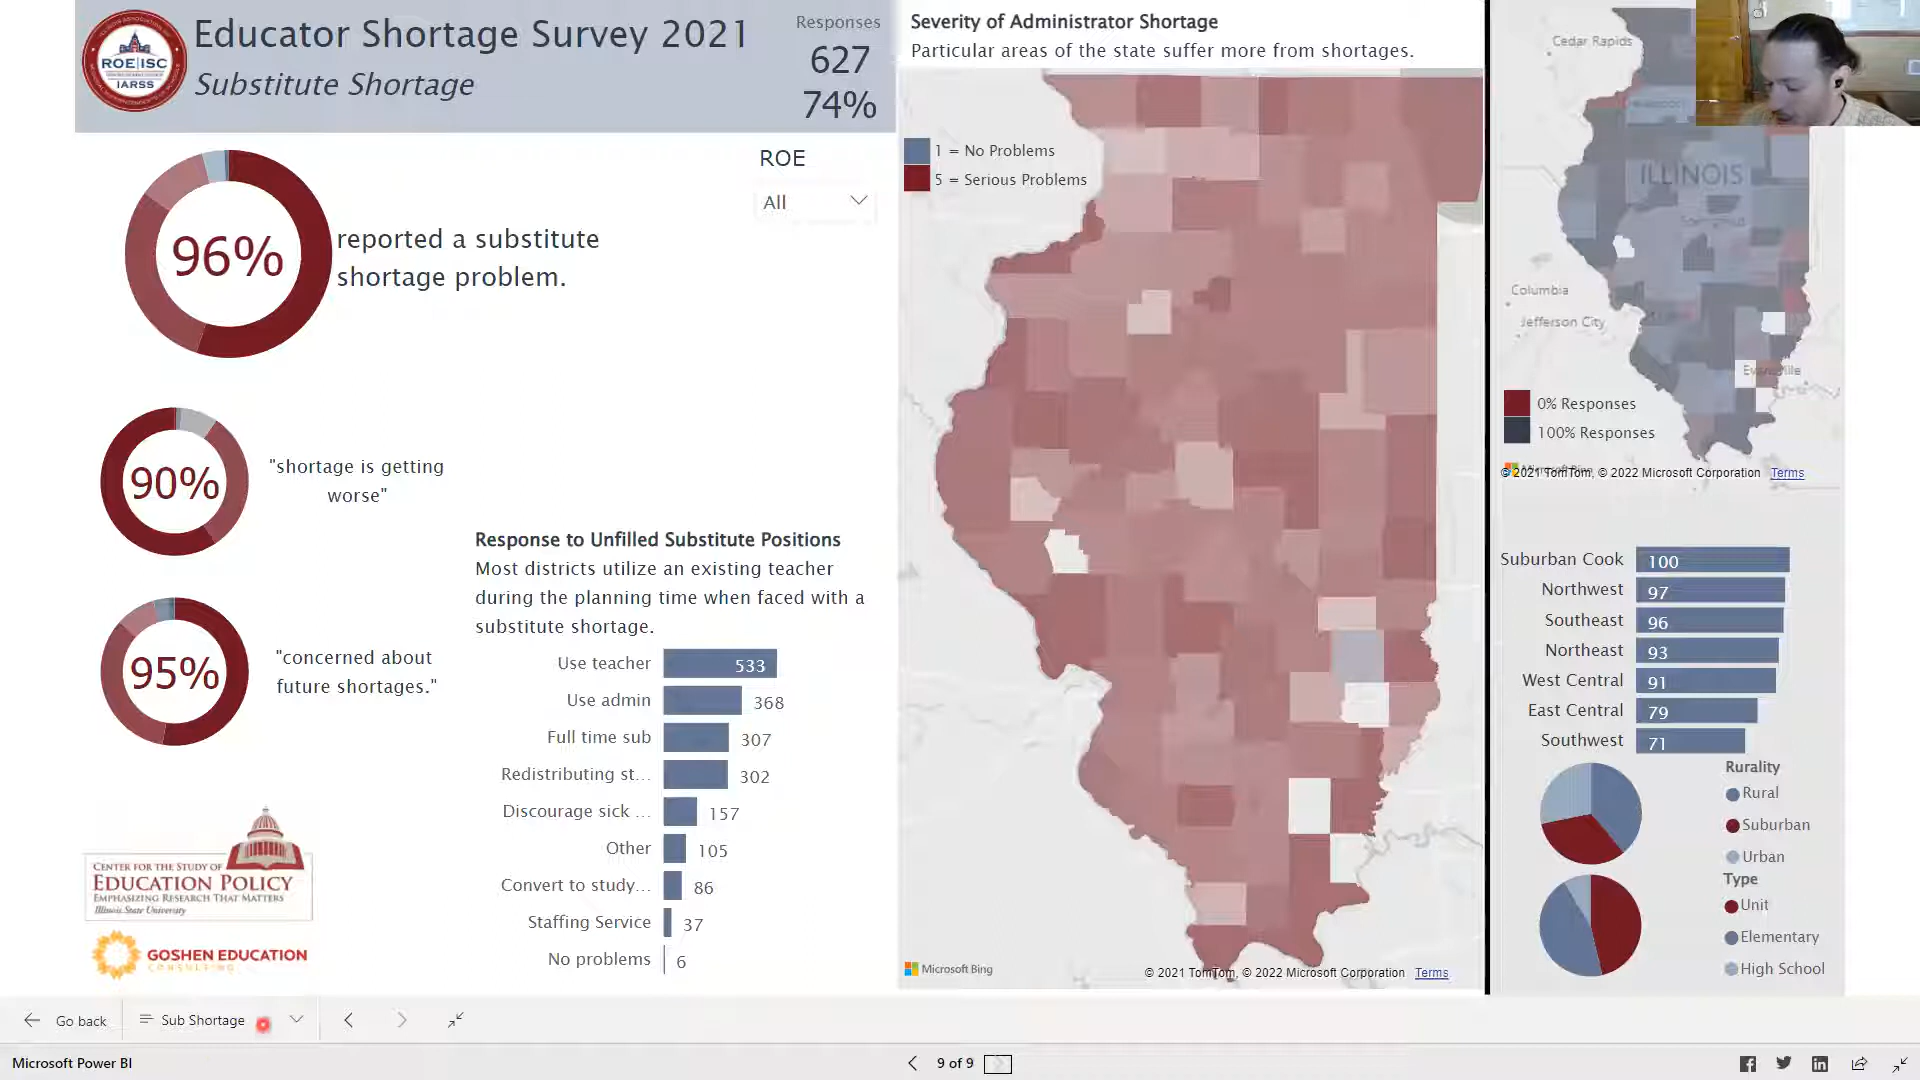 Educator Shortage Survey 2021
Substitute Shortage
Responses
627
74%
ROE|ISC
IARSS
ROE
All
96%
reported a substitute
shortage problem.
90%
"shortage is getting
worse"
95%
"concerned about
future shortages."
Response to Unfilled Substitute Positions
Most districts utilize an existing teacher
during the planning time when faced with a
substitute shortage.
Use teacher 533
Use admin 368
Full time sub 307
Redistributing st... 302
Discourage sick ... 157
Other 105
Convert to study... 86
Staffing Service 37
No problems 6
CENTER FOR THE STUDY OF
EDUCATION POLICY
EMPHASIZING RESEARCH THAT MATTERS
Illinois State University
GOSHEN EDUCATION
CONSULTING
Severity of Administrator Shortage
Particular areas of the state suffer more from shortages.
1 = No Problems
5 = Serious Problems
Microsoft Bing
© 2021 TomTom, © 2022 Microsoft Corporation Terms
Cedar Rapids
ILLINOIS
Columbia
Jefferson City
Evansville
0% Responses
100% Responses
© 2021 TomTom, © 2022 Microsoft Corporation Terms
Suburban Cook 100
Northwest 97
Southeast 96
Northeast 93
West Central 91
East Central 79
Southwest 71
Rurality
Rural
Suburban
Urban
Type
Unit
Elementary
High School
Go back
Sub Shortage
Microsoft Power BI
9 of 9